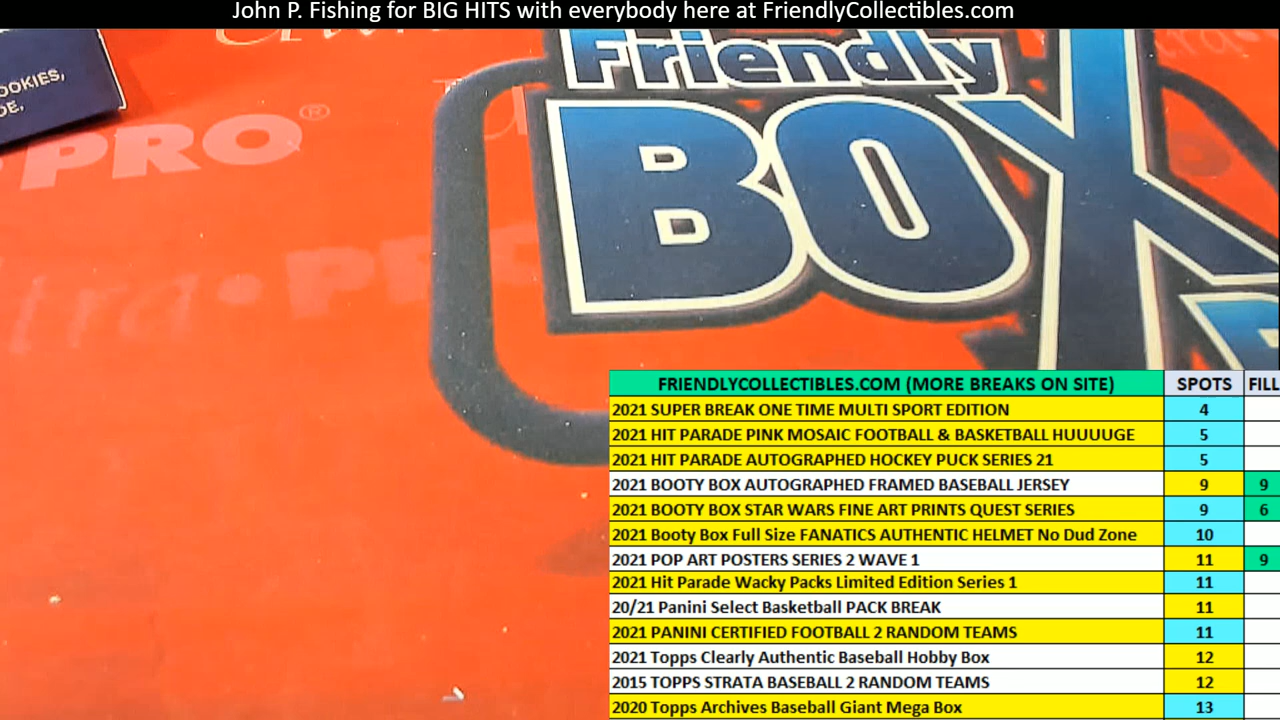 John P. Fishing for BIG HITS with everybody here at FriendlyCollectibles.com
OOKIES,
DE.
PRO®
Friendly
BOX
FRIENDLYCOLLECTIBLES.COM (MORE BREAKS ON SITE) SPOTS FILL
2021 SUPER BREAK ONE TIME MULTI SPORT EDITION 4
2021 HIT PARADE PINK MOSAIC FOOTBALL & BASKETBALL HUUUUGE 5
2021 HIT PARADE AUTOGRAPHED HOCKEY PUCK SERIES 21 5
2021 BOOTY BOX AUTOGRAPHED FRAMED BASEBALL JERSEY 9 9
2021 BOOTY BOX STAR WARS FINE ART PRINTS QUEST SERIES 9 6
2021 Booty Box Full Size FANATICS AUTHENTIC HELMET No Dud Zone 10
2021 POP ART POSTERS SERIES 2 WAVE 1 11 9
2021 Hit Parade Wacky Packs Limited Edition Series 1 11
20/21 Panini Select Basketball PACK BREAK 11
2021 PANINI CERTIFIED FOOTBALL 2 RANDOM TEAMS 11
2021 Topps Clearly Authentic Baseball Hobby Box 12
2015 TOPPS STRATA BASEBALL 2 RANDOM TEAMS 12
2020 Topps Archives Baseball Giant Mega Box 13